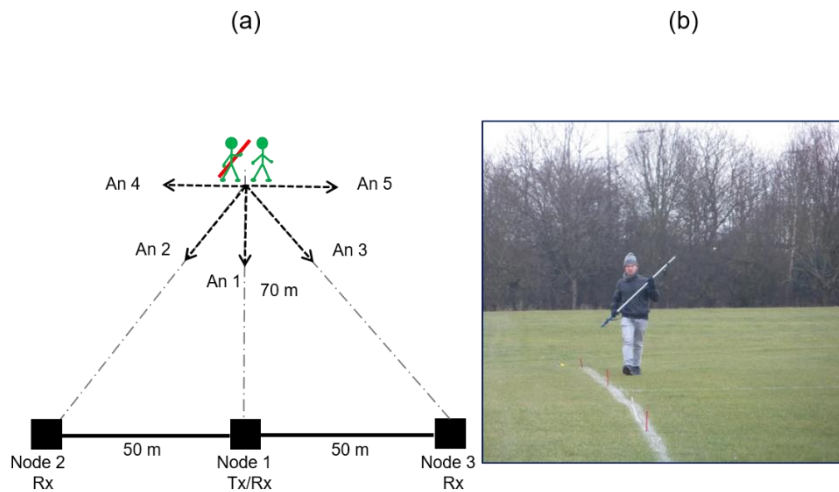 (a)
(b)
An 4
An 5
An 2
An 3
An 1
70 m
50 m
50 m
Node 2
Rx
Node 1
Tx/Rx
Node 3
Rx